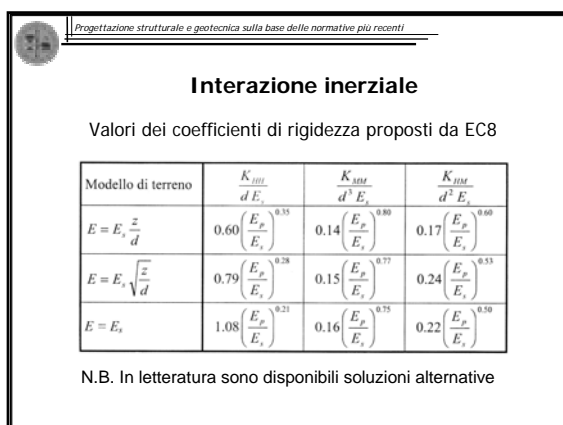 Progettazione strutturale e geotecnica sulla base delle normative più recenti
Interazione inerziale
Valori dei coefficienti di rigidezza proposti da EC8
Modello di terreno | K_HH / (d E_s) | K_MM / (d³ E_s) | K_HM / (d² E_s)
E = E_s z/d | 0.60 (E_p/E_s)^0.35 | 0.14 (E_p/E_s)^0.80 | 0.17 (E_p/E_s)^0.60
E = E_s √(z/d) | 0.79 (E_p/E_s)^0.28 | 0.15 (E_p/E_s)^0.77 | 0.24 (E_p/E_s)^0.53
E = E_s | 1.08 (E_p/E_s)^0.21 | 0.16 (E_p/E_s)^0.75 | 0.22 (E_p/E_s)^0.50
N.B. In letteratura sono disponibili soluzioni alternative